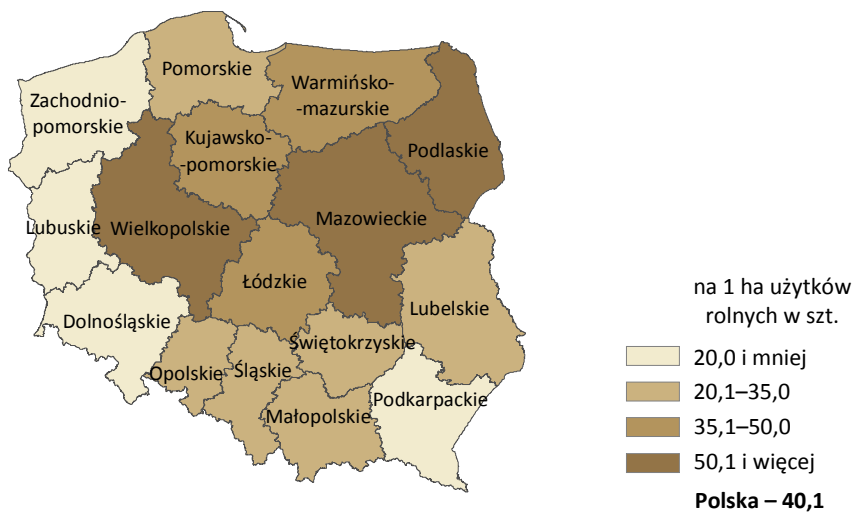 Pomorskie
Warmińsko-
-mazurskie
Zachodnio-
pomorskie
Kujawsko-
-pomorskie
Podlaskie
Mazowieckie
Lubuskie
Wielkopolskie
Łódzkie
Lubelskie
Dolnośląskie
Świętokrzyskie
Opolskie
Śląskie
Podkarpackie
Małopolskie
na 1 ha użytków
rolnych w szt.
20,0 i mniej
20,1–35,0
35,1–50,0
50,1 i więcej
Polska – 40,1